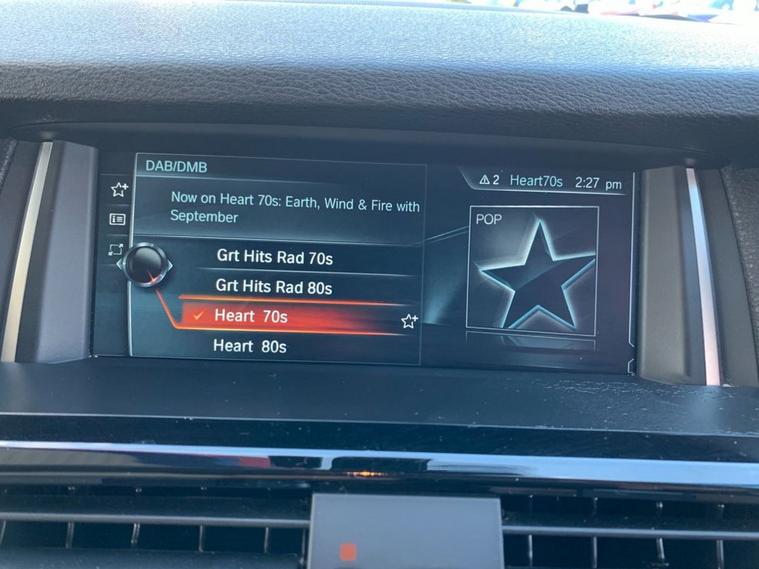 DAB/DMB
2 Heart70s 2:27 pm
Now on Heart 70s: Earth, Wind & Fire with
September
POP
Grt Hits Rad 70s
Grt Hits Rad 80s
Heart 70s
Heart 80s